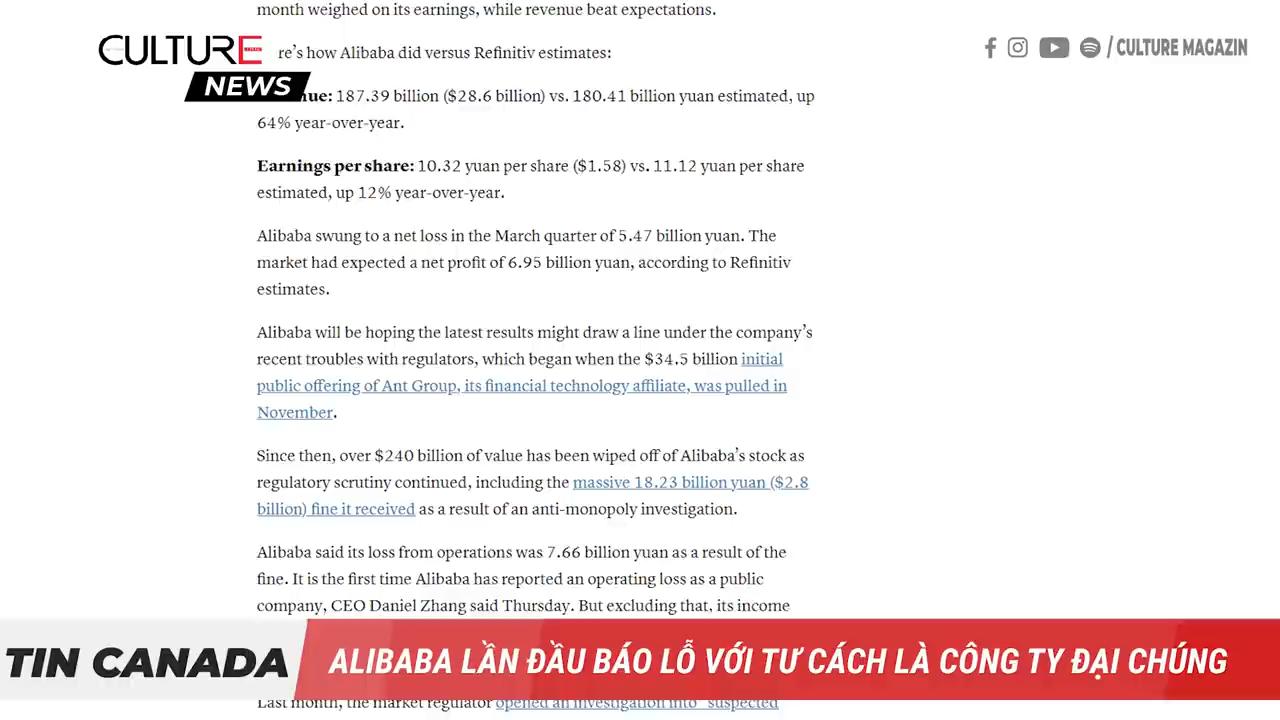 month weighed on its earnings, while revenue beat expectations.
CULTURE
re's how Alibaba did versus Refinitiv estimates:
/ CULTURE MAGAZIN
NEWS
nue: 187.39 billion ($28.6 billion) vs. 180.41 billion yuan estimated, up
64% year-over-year.
Earnings per share: 10.32 yuan per share ($1.58) vs. 11.12 yuan per share
estimated, up 12% year-over-year.
Alibaba swung to a net loss in the March quarter of 5.47 billion yuan. The
market had expected a net profit of 6.95 billion yuan, according to Refinitiv
estimates.
Alibaba will be hoping the latest results might draw a line under the company's
recent troubles with regulators, which began when the $34.5 billion initial
public offering of Ant Group, its financial technology affiliate, was pulled in
November.
Since then, over $240 billion of value has been wiped off of Alibaba's stock as
regulatory scrutiny continued, including the massive 18.23 billion yuan ($2.8
billion) fine it received as a result of an anti-monopoly investigation.
Alibaba said its loss from operations was 7.66 billion yuan as a result of the
fine. It is the first time Alibaba has reported an operating loss as a public
company, CEO Daniel Zhang said Thursday. But excluding that, its income
TIN CANADA
ALIBABA LẦN ĐẦU BÁO LỖ VỚI TƯ CÁCH LÀ CÔNG TY ĐẠI CHÚNG
Last month, the market regulator opened an investigation into "suspected